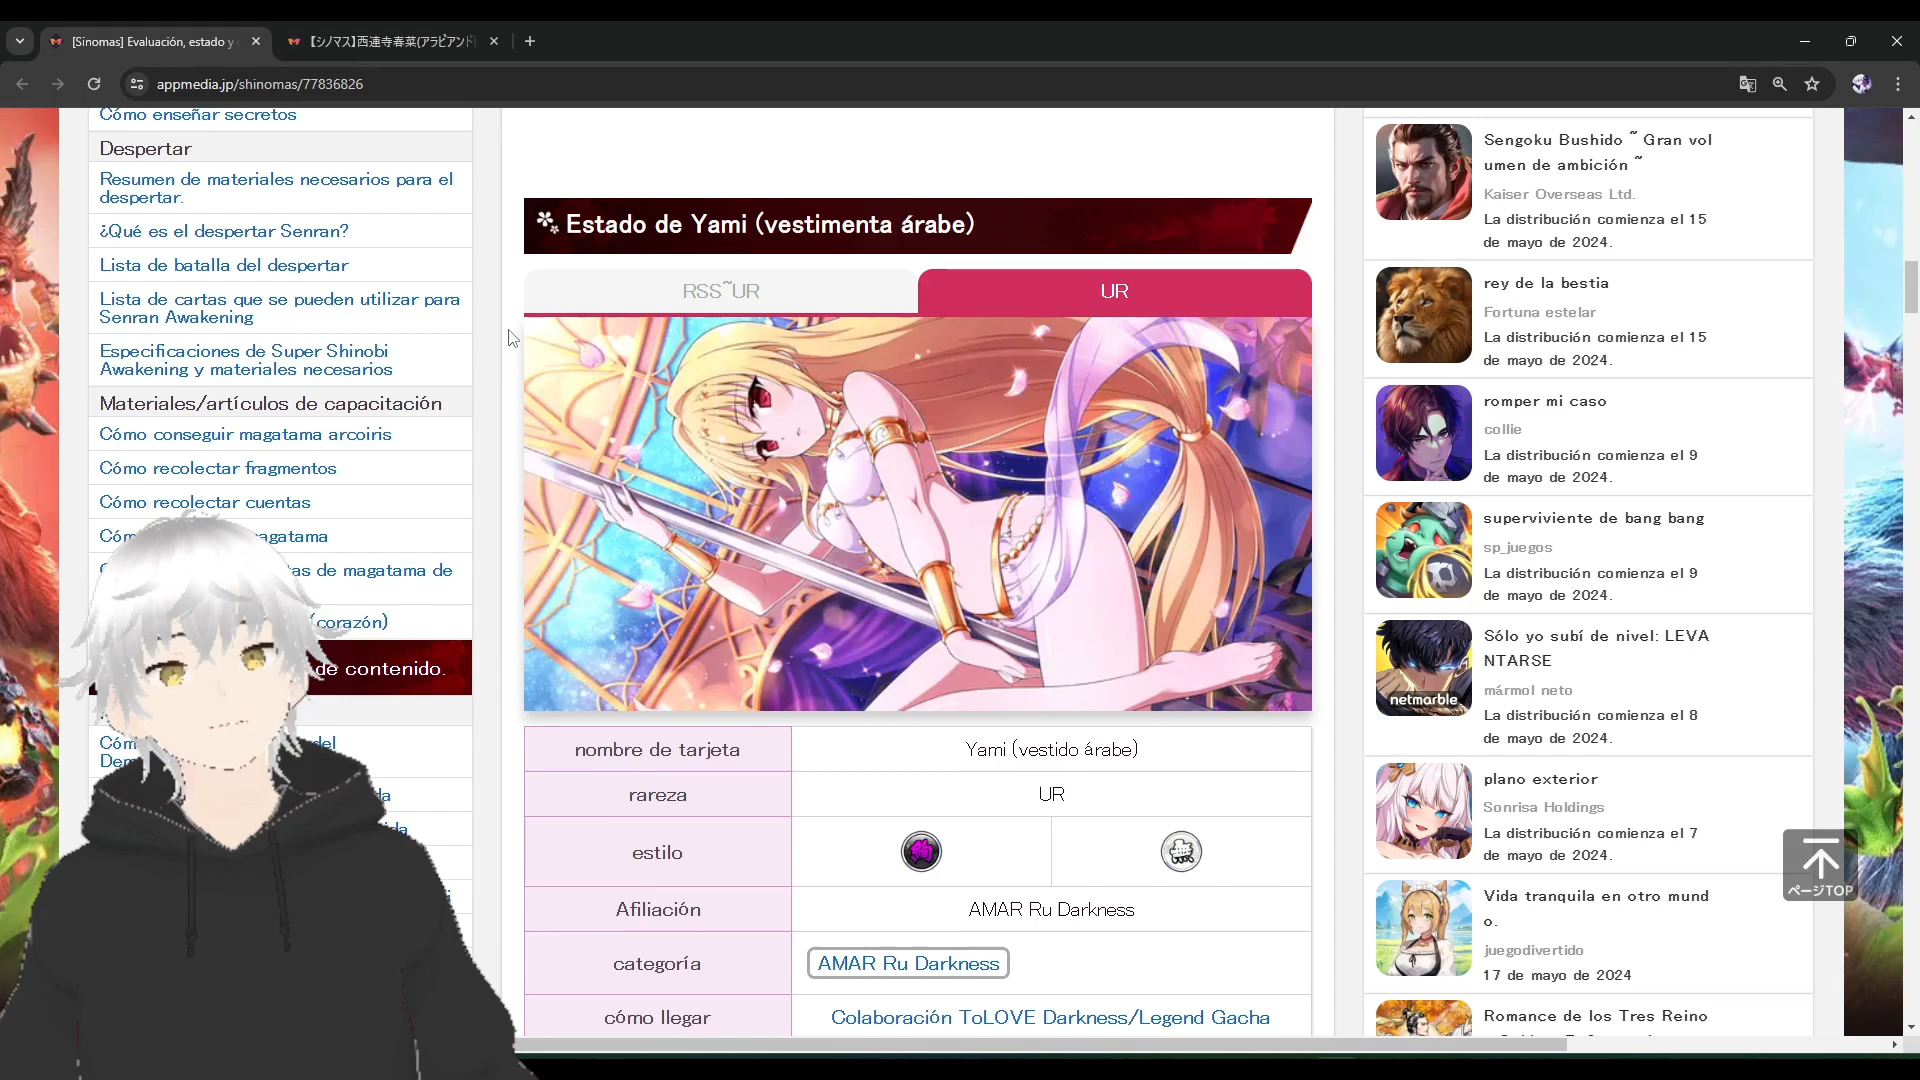 [Sinomas] Evaluación, estado y
【シノマス】西連寺春菜(アラビアンド
appmedia.jp/shinomas/77836826
Cómo enseñar secretos
Despertar
Resumen de materiales necesarios para el
despertar.
¿Qué es el despertar Senran?
Lista de batalla del despertar
Lista de cartas que se pueden utilizar para
Senran Awakening
Especificaciones de Super Shinobi
Awakening y materiales necesarios
Materiales/artículos de capacitación
Cómo conseguir magatama arcoiris
Cómo recolectar fragmentos
Cómo recolectar cuentas
agatama
as de magatama de
(corazón)
de contenido.
del
Estado de Yami (vestimenta árabe)
RSS~UR
UR
nombre de tarjeta
Yami (vestido árabe)
rareza
UR
estilo
Afiliación
AMAR Ru Darkness
categoría
AMAR Ru Darkness
cómo llegar
Colaboración ToLOVE Darkness/Legend Gacha
Sengoku Bushido ~ Gran vol
umen de ambición ~
Kaiser Overseas Ltd.
La distribución comienza el 15
de mayo de 2024.
rey de la bestia
Fortuna estelar
La distribución comienza el 15
de mayo de 2024.
romper mi caso
collie
La distribución comienza el 9
de mayo de 2024.
superviviente de bang bang
sp_juegos
La distribución comienza el 9
de mayo de 2024.
netmarble
Sólo yo subí de nivel: LEVA
NTARSE
mármol neto
La distribución comienza el 8
de mayo de 2024.
plano exterior
Sonrisa Holdings
La distribución comienza el 7
de mayo de 2024.
ページTOP
Vida tranquila en otro mund
o.
juegodivertido
17 de mayo de 2024
Romance de los Tres Reino